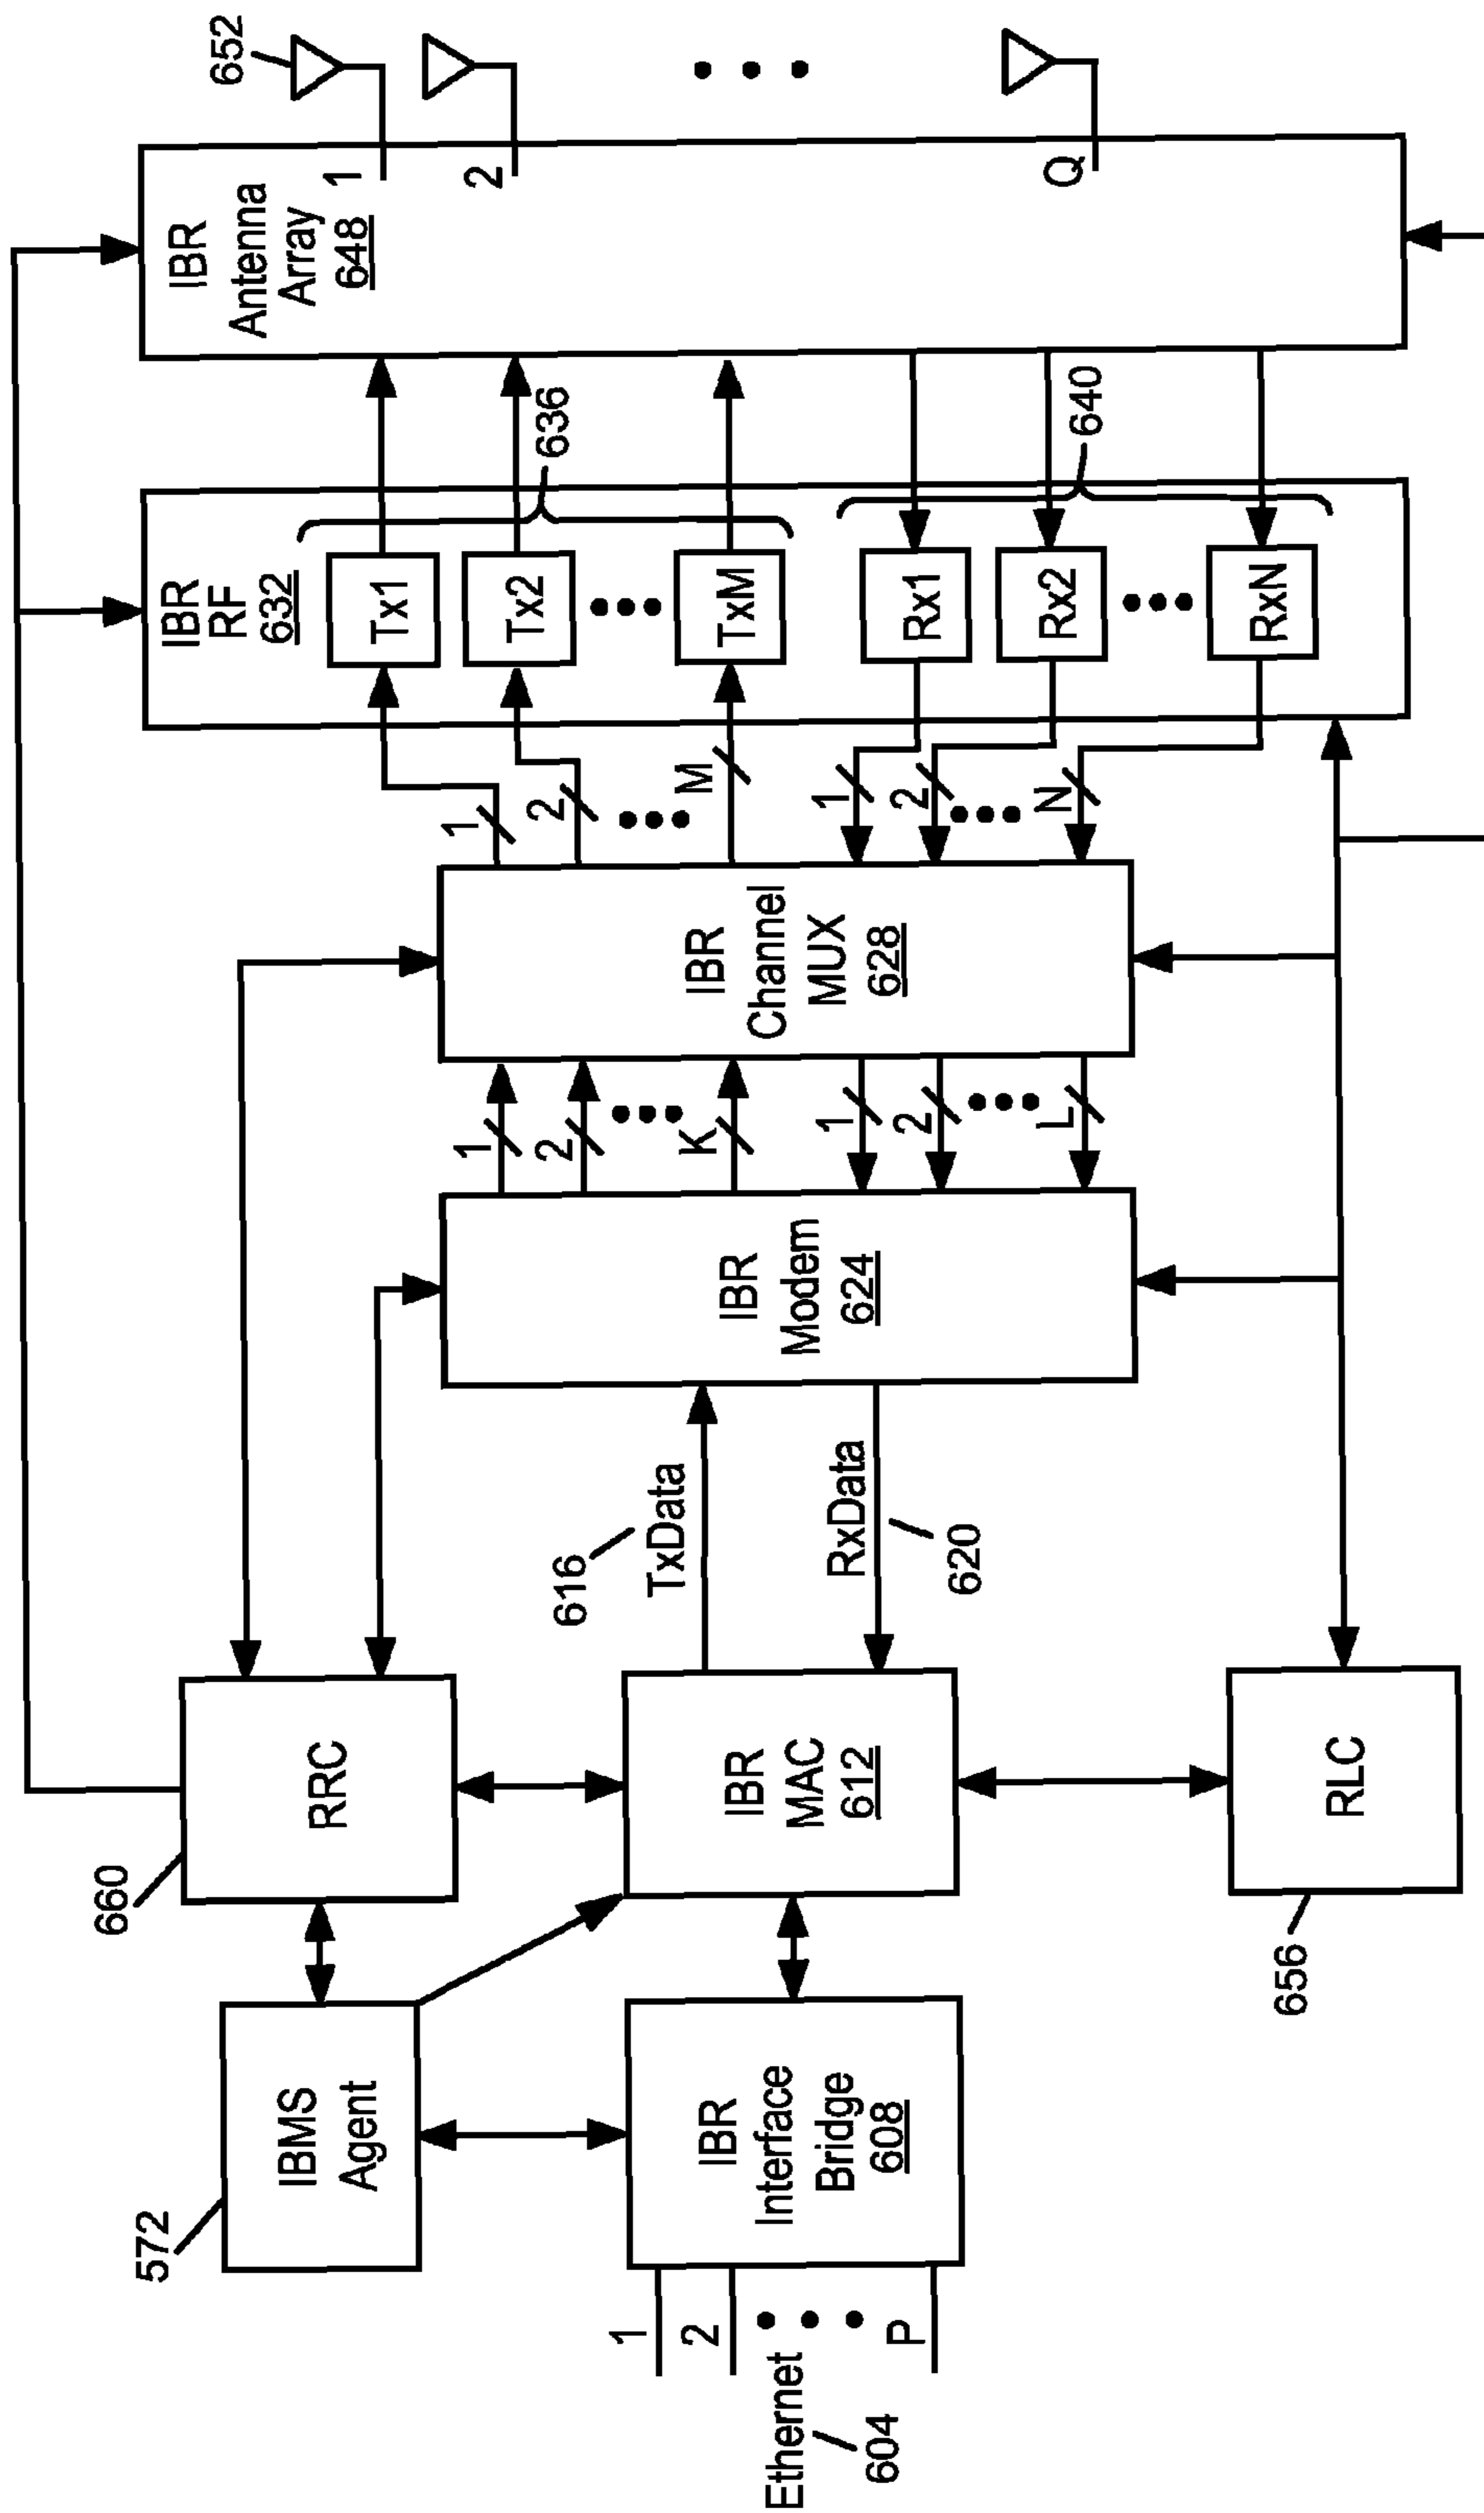 572
IBMS
Agent
660
RRC
IBR
Antenna
Array
648
652
1
2
Q
IBR
RF
632
Tx1
Tx2
TxM
636
Rx1
Rx2
RxN
640
1
2
M
1
2
N
IBR
Channel
MUX
628
1
2
K
1
2
L
IBR
Modem
624
616
TxData
RxData
620
IBR
MAC
612
IBR
Interface
Bridge
608
1
2
P
Ethernet
604
RLC
656